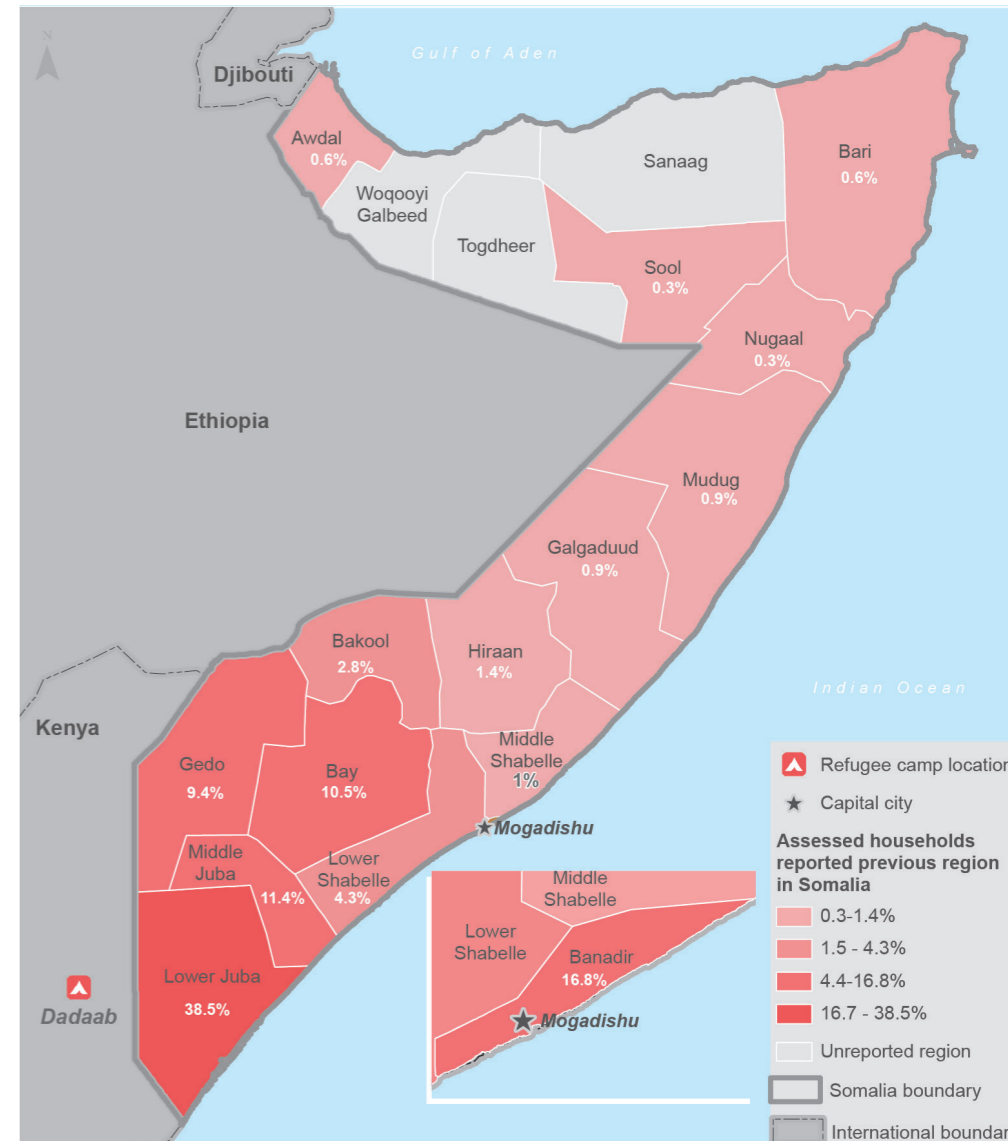 N
Gulf of Aden
Djibouti
Awdal
0.6%
Woqooyi
Galbeed
Togdheer
Sanaag
Bari
0.6%
Sool
0.3%
Nugaal
0.3%
Ethiopia
Mudug
0.9%
Galgaduud
0.9%
Bakool
2.8%
Hiraan
1.4%
Indian Ocean
Kenya
Gedo
9.4%
Bay
10.5%
Middle
Shabelle
1%
Mogadishu
Middle
Juba
11.4%
Lower
Shabelle
4.3%
Lower Juba
38.5%
Dadaab
Middle
Shabelle
Lower
Shabelle
Banadir
16.8%
Mogadishu
Refugee camp location
Capital city
Assessed households
reported previous region
in Somalia
0.3-1.4%
1.5 - 4.3%
4.4-16.8%
16.7 - 38.5%
Unreported region
Somalia boundary
International boundar